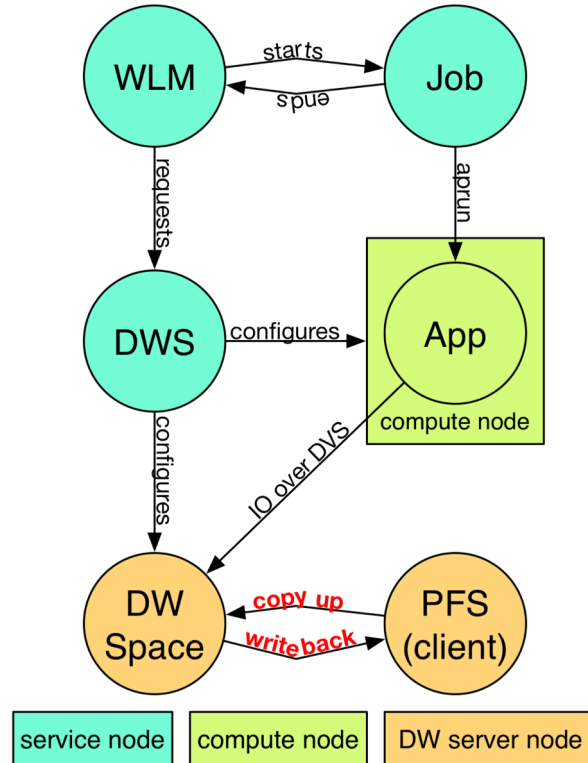 starts
WLM
Job
ends
requests
aprun
DWS
configures
App
compute node
configures
IO over DVS
DW
Space
copy up
writeback
PFS
(client)
service node
compute node
DW server node